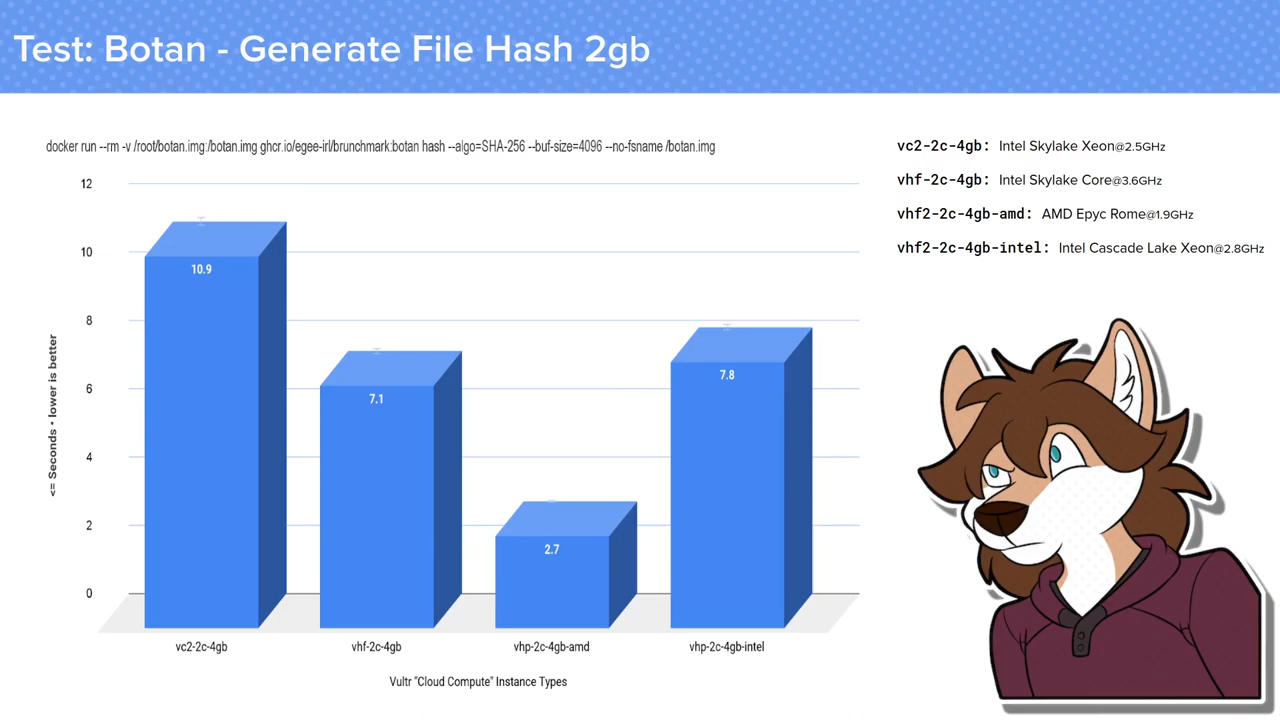 Test: Botan - Generate File Hash 2gb
docker run --rm -v /root/botan.img:/botan.img ghcr.io/egee-irl/brunchmark:botan hash --algo=SHA-256 --buf-size=4096 --no-fsname /botan.img
vc2-2c-4gb: Intel Skylake Xeon@2.5GHz
vhf-2c-4gb: Intel Skylake Core@3.6GHz
vhf2-2c-4gb-amd: AMD Epyc Rome@1.9GHz
vhf2-2c-4gb-intel: Intel Cascade Lake Xeon@2.8GHz
<= Seconds • lower is better
12
10
8
6
4
2
0
10.9
7.1
2.7
7.8
vc2-2c-4gb
vhf-2c-4gb
vhp-2c-4gb-amd
vhp-2c-4gb-intel
Vultr "Cloud Compute" Instance Types